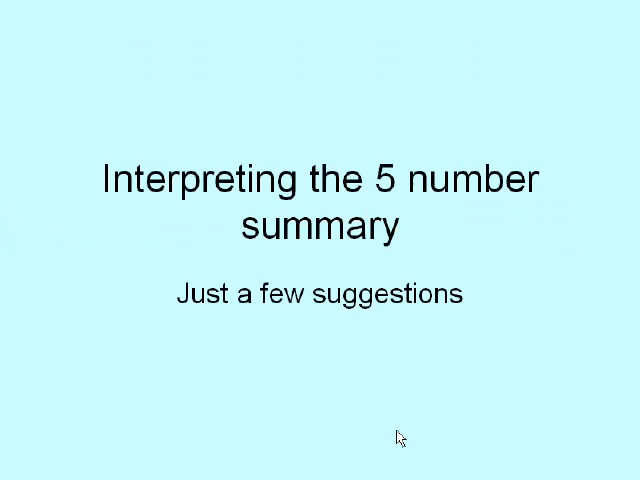 Interpreting the 5 number
summary
Just a few suggestions